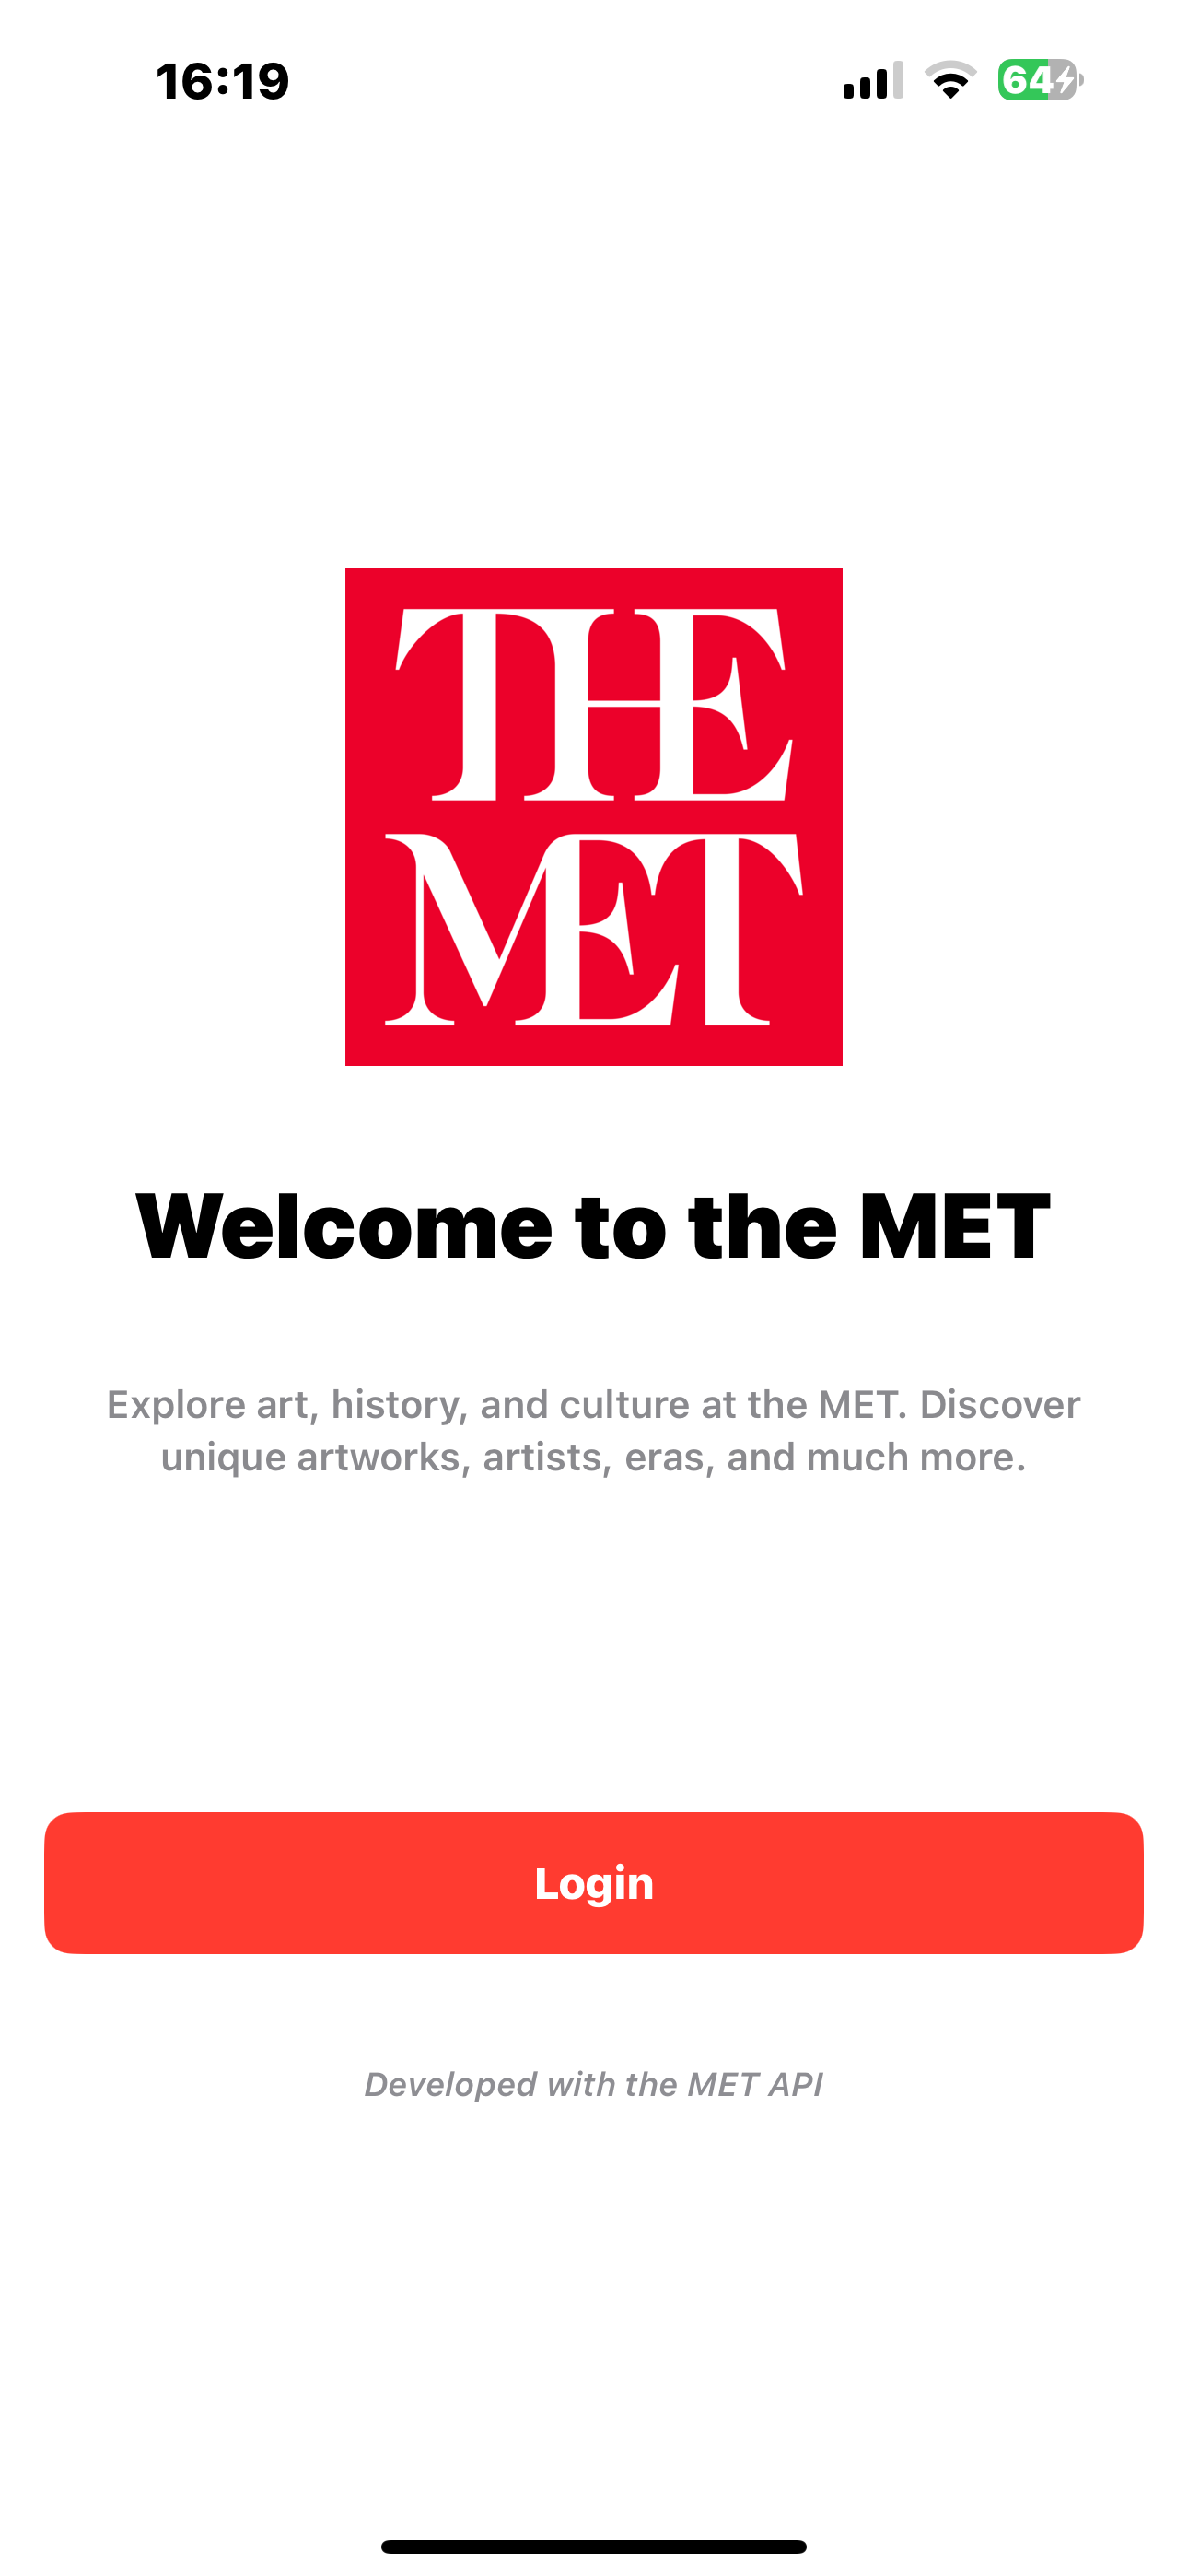 16:19
64
THE
MET
Welcome to the MET
Explore art, history, and culture at the MET. Discover
unique artworks, artists, eras, and much more.
Login
Developed with the MET API